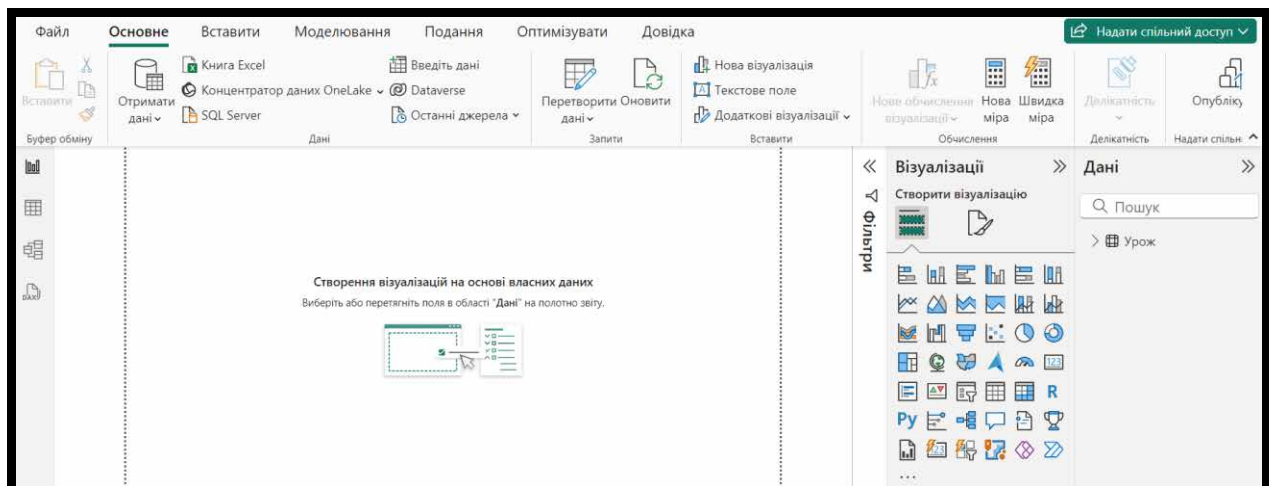 Файл Основне Вставити Моделювання Подання Оптимізувати Довідка Надати спільний доступ
Вставити
Отримати дані
Книга Excel
Концентратор даних OneLake
SQL Server
Введіть дані
Dataverse
Останні джерела
Перетворити дані
Оновити
Нова візуалізація
Текстове поле
Додаткові візуалізації
Нове обчислення візуалізації
Нова міра
Швидка міра
Делікатність
Опубліку
Буфер обміну Дані Запити Вставити Обчислення Делікатність Надати спільн
Фільтри
Візуалізації
Створити візуалізацію
123
R
Py
123
Дані
Пошук
Урож
Створення візуалізацій на основі власних даних
Виберіть або перетягніть поля в області "Дані" на полотно звіту.